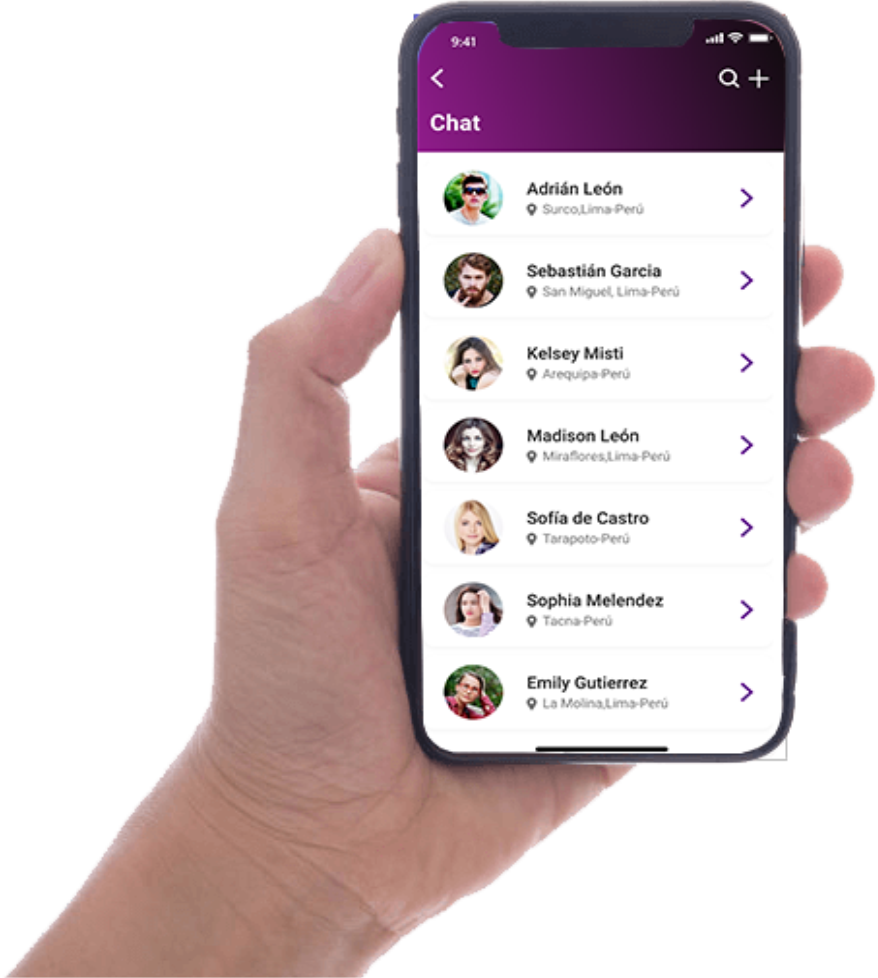 9:41
Chat
Adrián León
Surco,Lima-Perú
Sebastián Garcia
San Miguel, Lima-Perú
Kelsey Misti
Arequipa-Perú
Madison León
Miraflores,Lima-Perú
Sofía de Castro
Tarapoto-Perú
Sophia Melendez
Tacna-Perú
Emily Gutierrez
La Molina,Lima-Perú